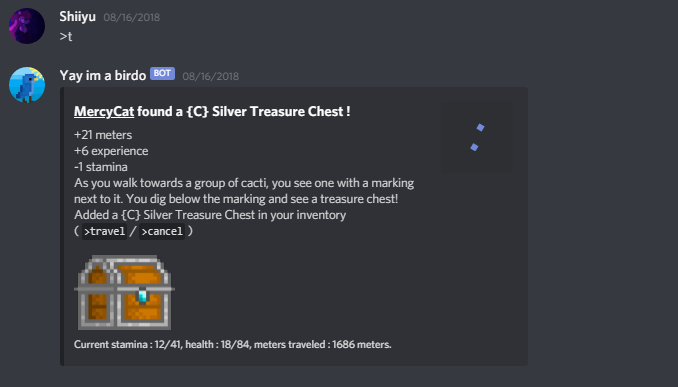 Shiiyu 08/16/2018
>t
Yay im a birdo BOT 08/16/2018
MercyCat found a {C} Silver Treasure Chest !
+21 meters
+6 experience
-1 stamina
As you walk towards a group of cacti, you see one with a marking
next to it. You dig below the marking and see a treasure chest!
Added a {C} Silver Treasure Chest in your inventory
( >travel / >cancel )
Current stamina : 12/41, health : 18/84, meters traveled : 1686 meters.